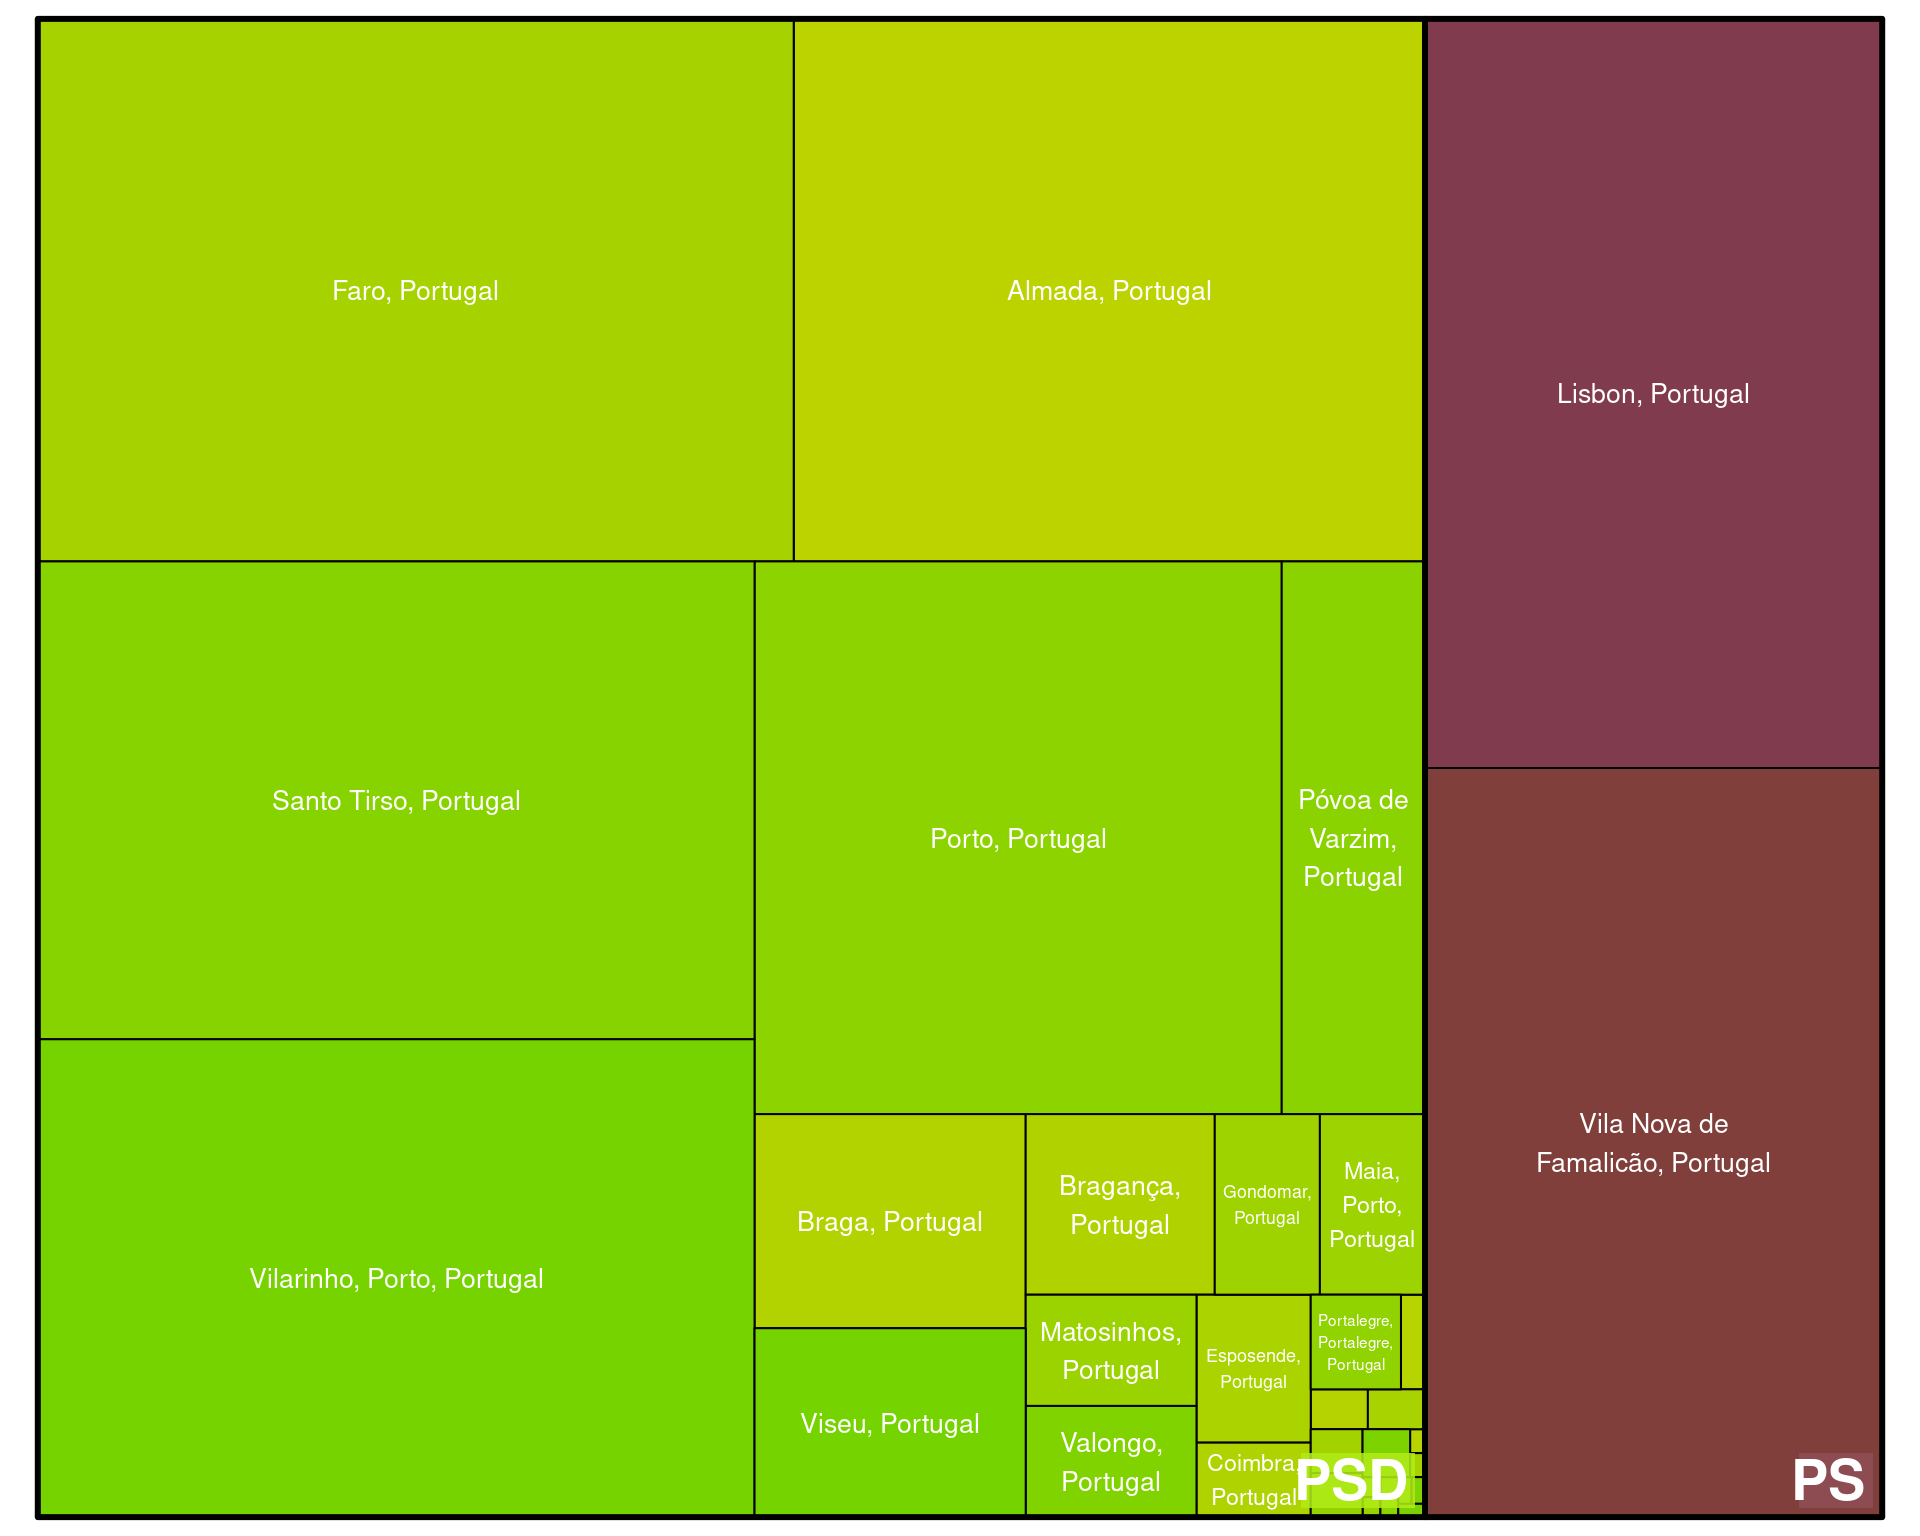 Faro, Portugal
Almada, Portugal
Lisbon, Portugal
Santo Tirso, Portugal
Porto, Portugal
Póvoa de
Varzim,
Portugal
Vila Nova de
Famalicão, Portugal
Vilarinho, Porto, Portugal
Braga, Portugal
Bragança,
Portugal
Gondomar,
Portugal
Maia,
Porto,
Portugal
Viseu, Portugal
Matosinhos,
Portugal
Esposende,
Portugal
Portalegre,
Portalegre,
Portugal
Valongo,
Portugal
Coimbra,
Portugal
PSD
PS